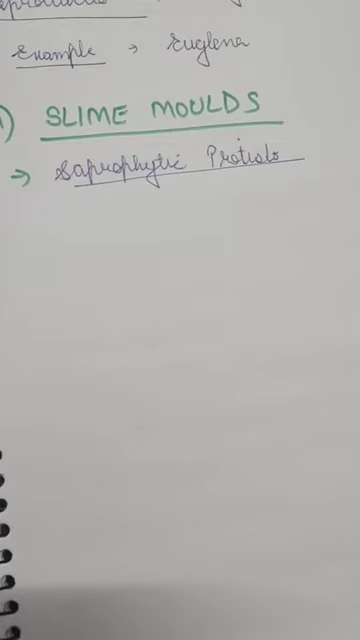 Example → Euglena
) SLIME MOULDS
→ Saprophytic Protists